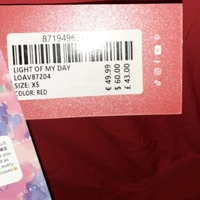 8719496
LIGHT OF MY DAY
LOAV87204
SIZE: XS
COLOR: RED
€ 49.99
$ 60.00
£ 43.00